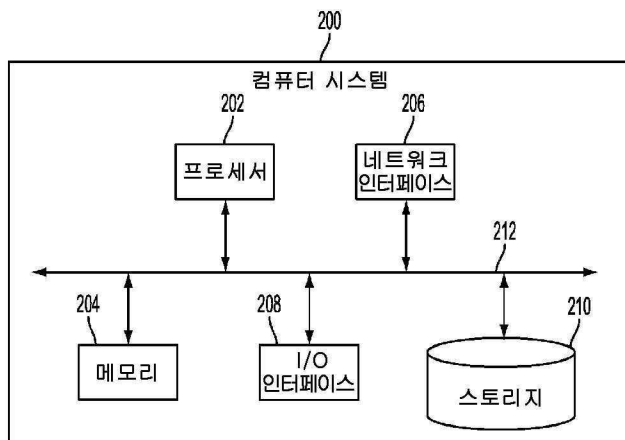 200
컴퓨터 시스템
202
206
프로세서
네트워크
인터페이스
212
204
208
210
메모리
I/O
인터페이스
스토리지